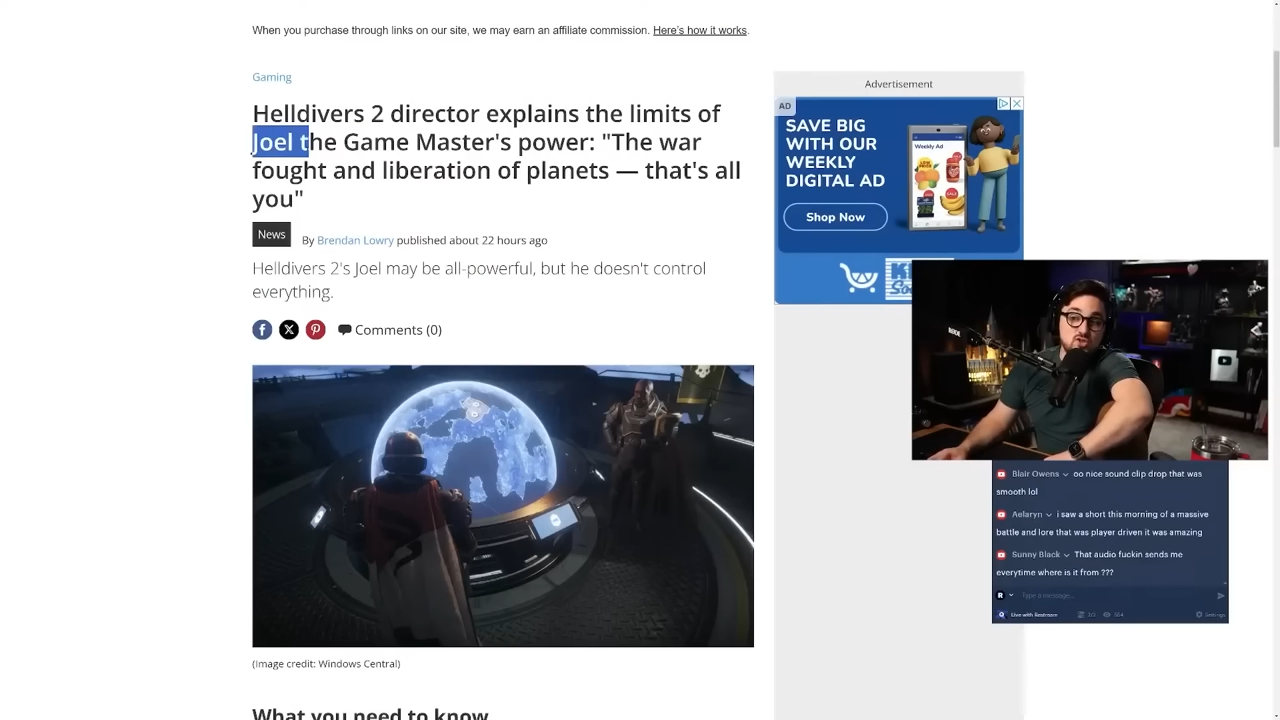 When you purchase through links on our site, we may earn an affiliate commission. Here's how it works.
Gaming
Helldivers 2 director explains the limits of
Joel the Game Master's power: "The war
fought and liberation of planets — that's all
you"
News
By Brendan Lowry published about 22 hours ago
Helldivers 2's Joel may be all-powerful, but he doesn't control
everything.
Comments (0)
(Image credit: Windows Central)
What you need to know
Advertisement
AD
SAVE BIG
WITH OUR
WEEKLY
DIGITAL AD
Shop Now
Weekly Ad
Blair Owens oo nice sound clip drop that was
smooth lol
Aelaryn i saw a short this morning of a massive
battle and lore that was player driven it was amazing
Sunny Black That audio fuckin sends me
everytime where is it from ???
Type a message...
Live with Restream
Settings